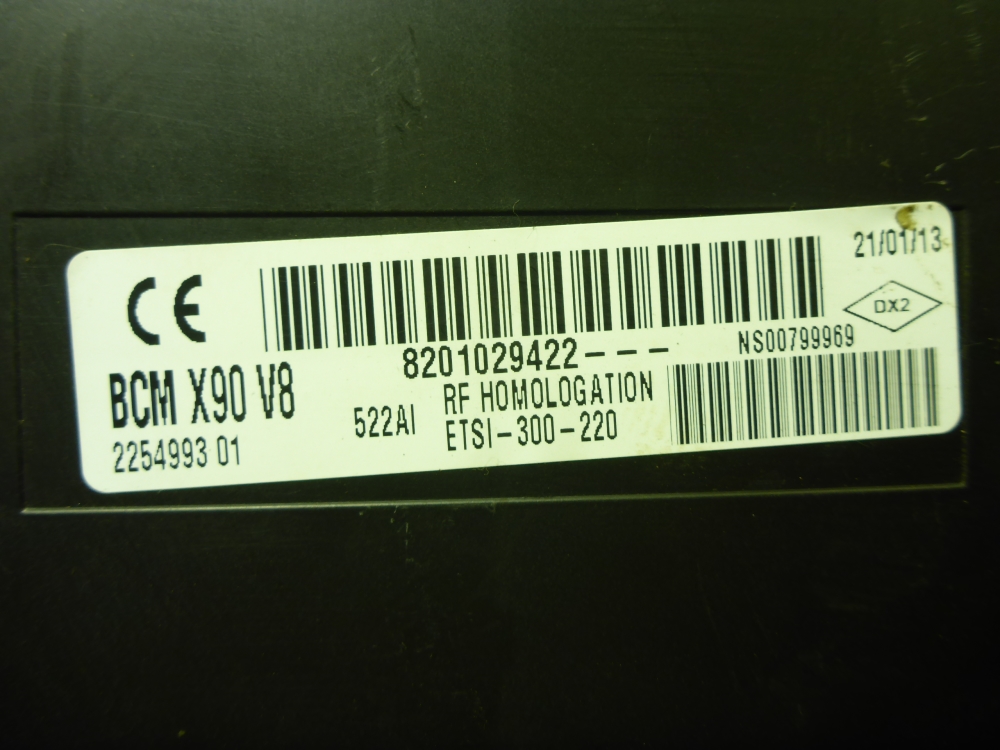 CE
21/01/13
DX2
8201029422---
NS00799969
BCM X90 V8
522AI
RF HOMOLOGATION
ETSI-300-220
2254993 01